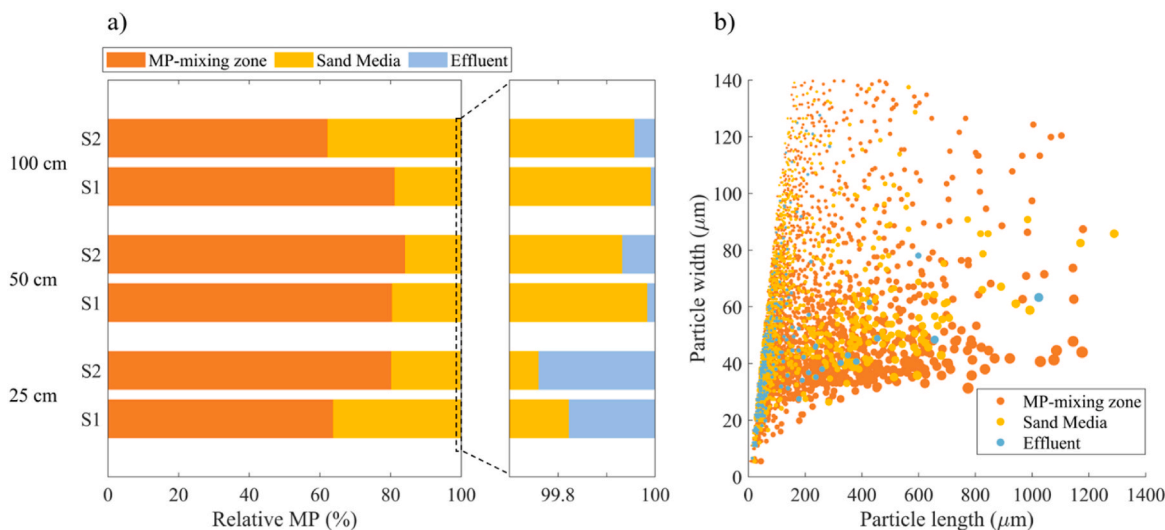 a)
MP-mixing zone Sand Media Effluent
100 cm
S2
S1
50 cm
S2
S1
25 cm
S2
S1
0 20 40 60 80 100
Relative MP (%)
99.8 100
b)
Particle width (μm)
140
120
100
80
60
40
20
0
MP-mixing zone
Sand Media
Effluent
0 200 400 600 800 1000 1200 1400
Particle length (μm)